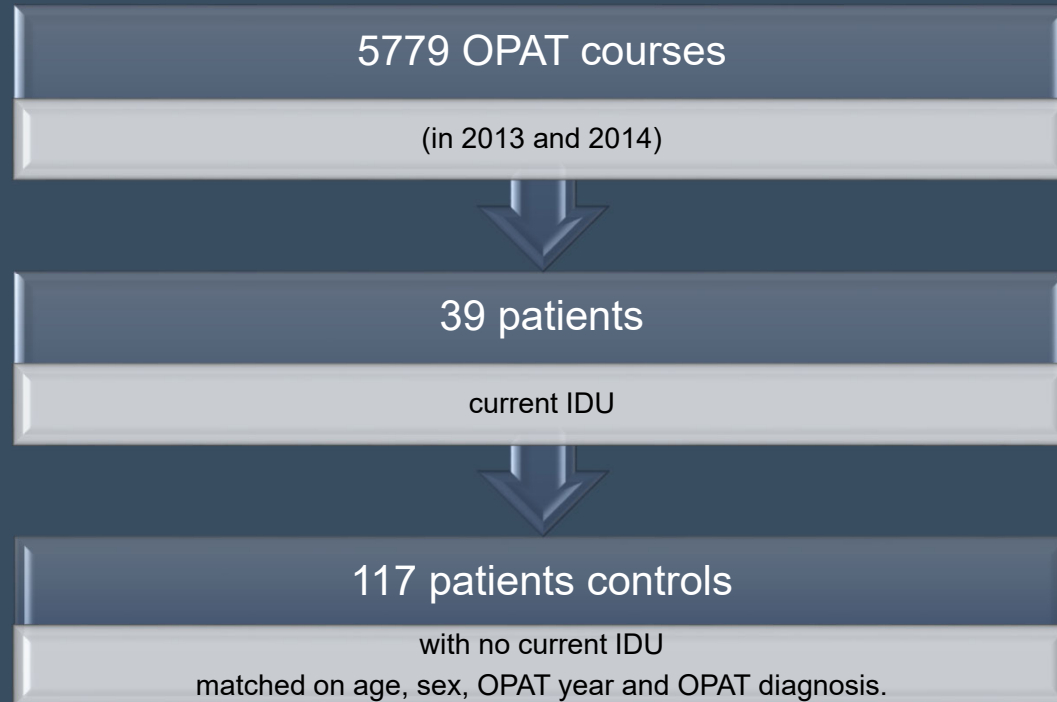 5779 OPAT courses
(in 2013 and 2014)
39 patients
current IDU
117 patients controls
with no current IDU
matched on age, sex, OPAT year and OPAT diagnosis.